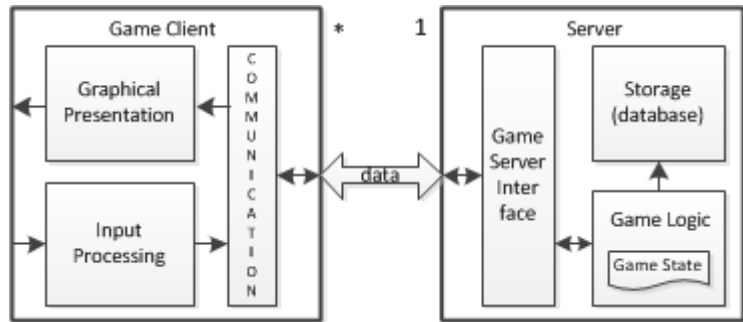 Game Client
*
1
Server
Graphical
Presentation
COMMUNICATION
Input
Processing
data
Game
Server
Inter
face
Storage
(database)
Game Logic
Game State